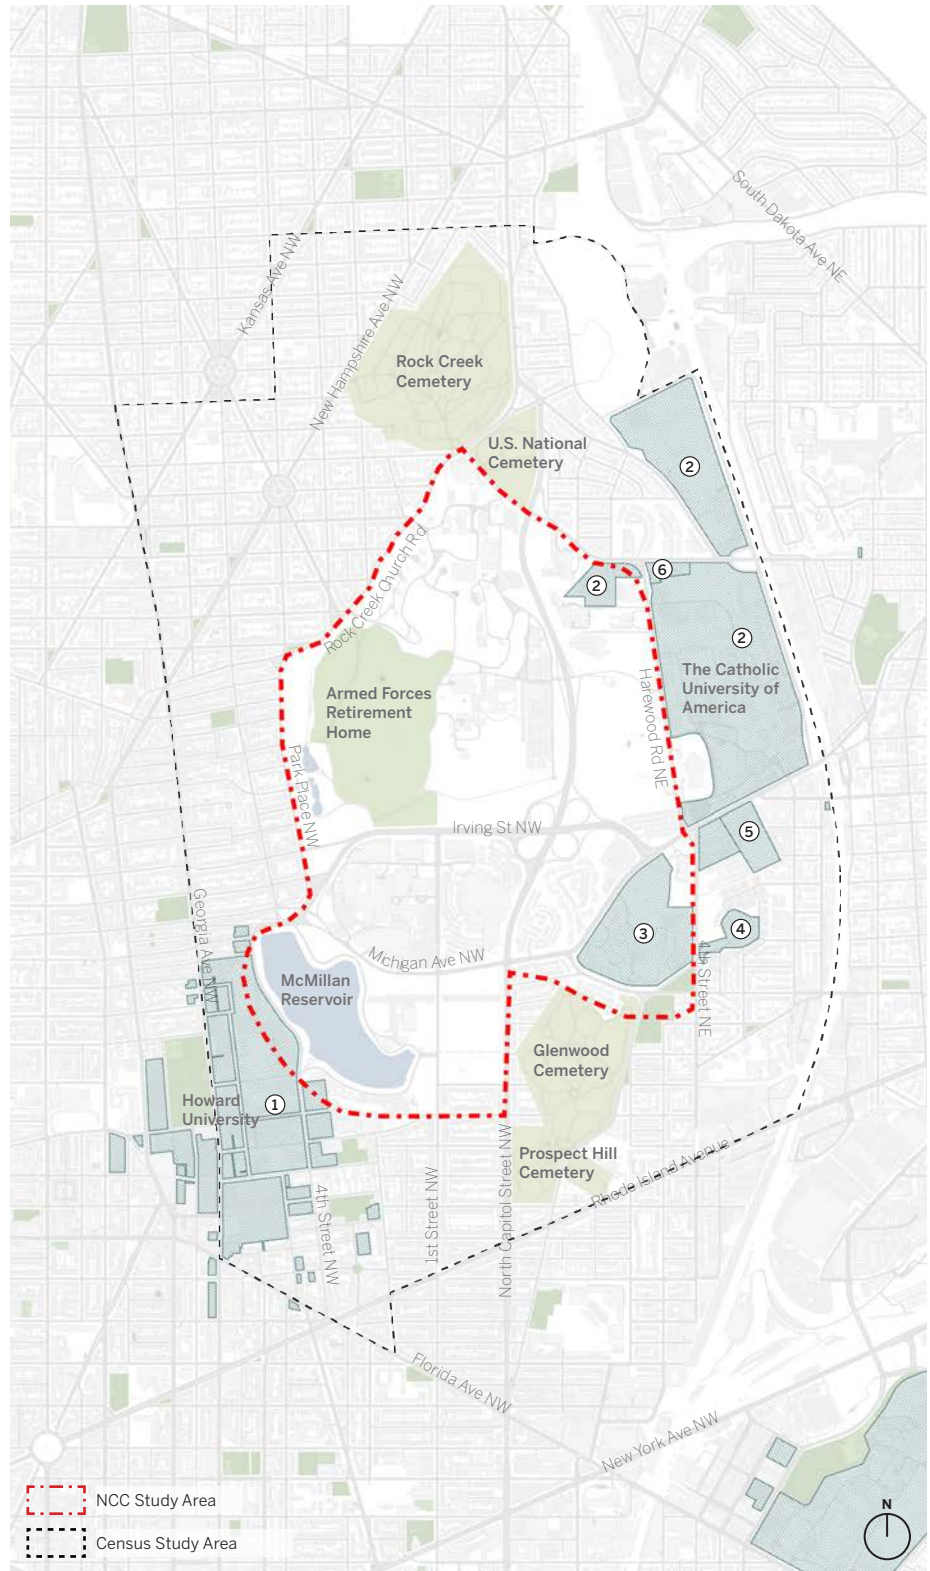 South Dakota Ave NE
Kansas Ave NW
New Hampshire Ave NW
Rock Creek
Cemetery
U.S. National
Cemetery
2
Rock Creek Church Rd
6
2
2
The Catholic
University of
America
Armed Forces
Retirement
Home
Harewood Rd NE
Park Place NW
Irving St NW
5
Georgia Ave NW
3
4
Michgan Ave NW
4th Street NE
McMillan
Reservoir
Glenwood
Cemetery
Howard
University
1
Prospect Hill
Cemetery
Rhode Island Avenue
4th Street NW
1st Street NW
North Capitol Street NW
Florida Ave NW
New York Ave NW
NCC Study Area
Census Study Area
N